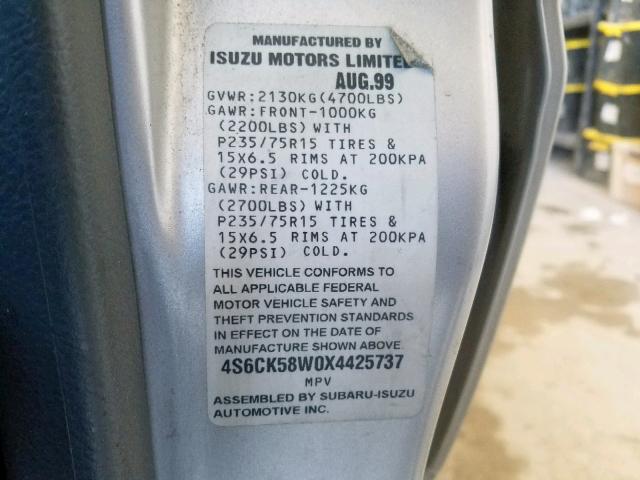 MANUFACTURED BY
ISUZU MOTORS LIMITE
AUG.99
GVWR:2130KG(4700LBS)
GAWR:FRONT-1000KG
(2200LBS) WITH
P235/75R15 TIRES &
15X6.5 RIMS AT 200KPA
(29PSI) COLD.
GAWR:REAR-1225KG
(2700LBS) WITH
P235/75R15 TIRES &
15X6.5 RIMS AT 200KPA
(29PSI) COLD.
THIS VEHICLE CONFORMS TO
ALL APPLICABLE FEDERAL
MOTOR VEHICLE SAFETY AND
THEFT PREVENTION STANDARDS
IN EFFECT ON THE DATE OF
MANUFACTURE SHOWN ABOVE.
4S6CK58W0X4425737
MPV
ASSEMBLED BY SUBARU-ISUZU
AUTOMOTIVE INC.